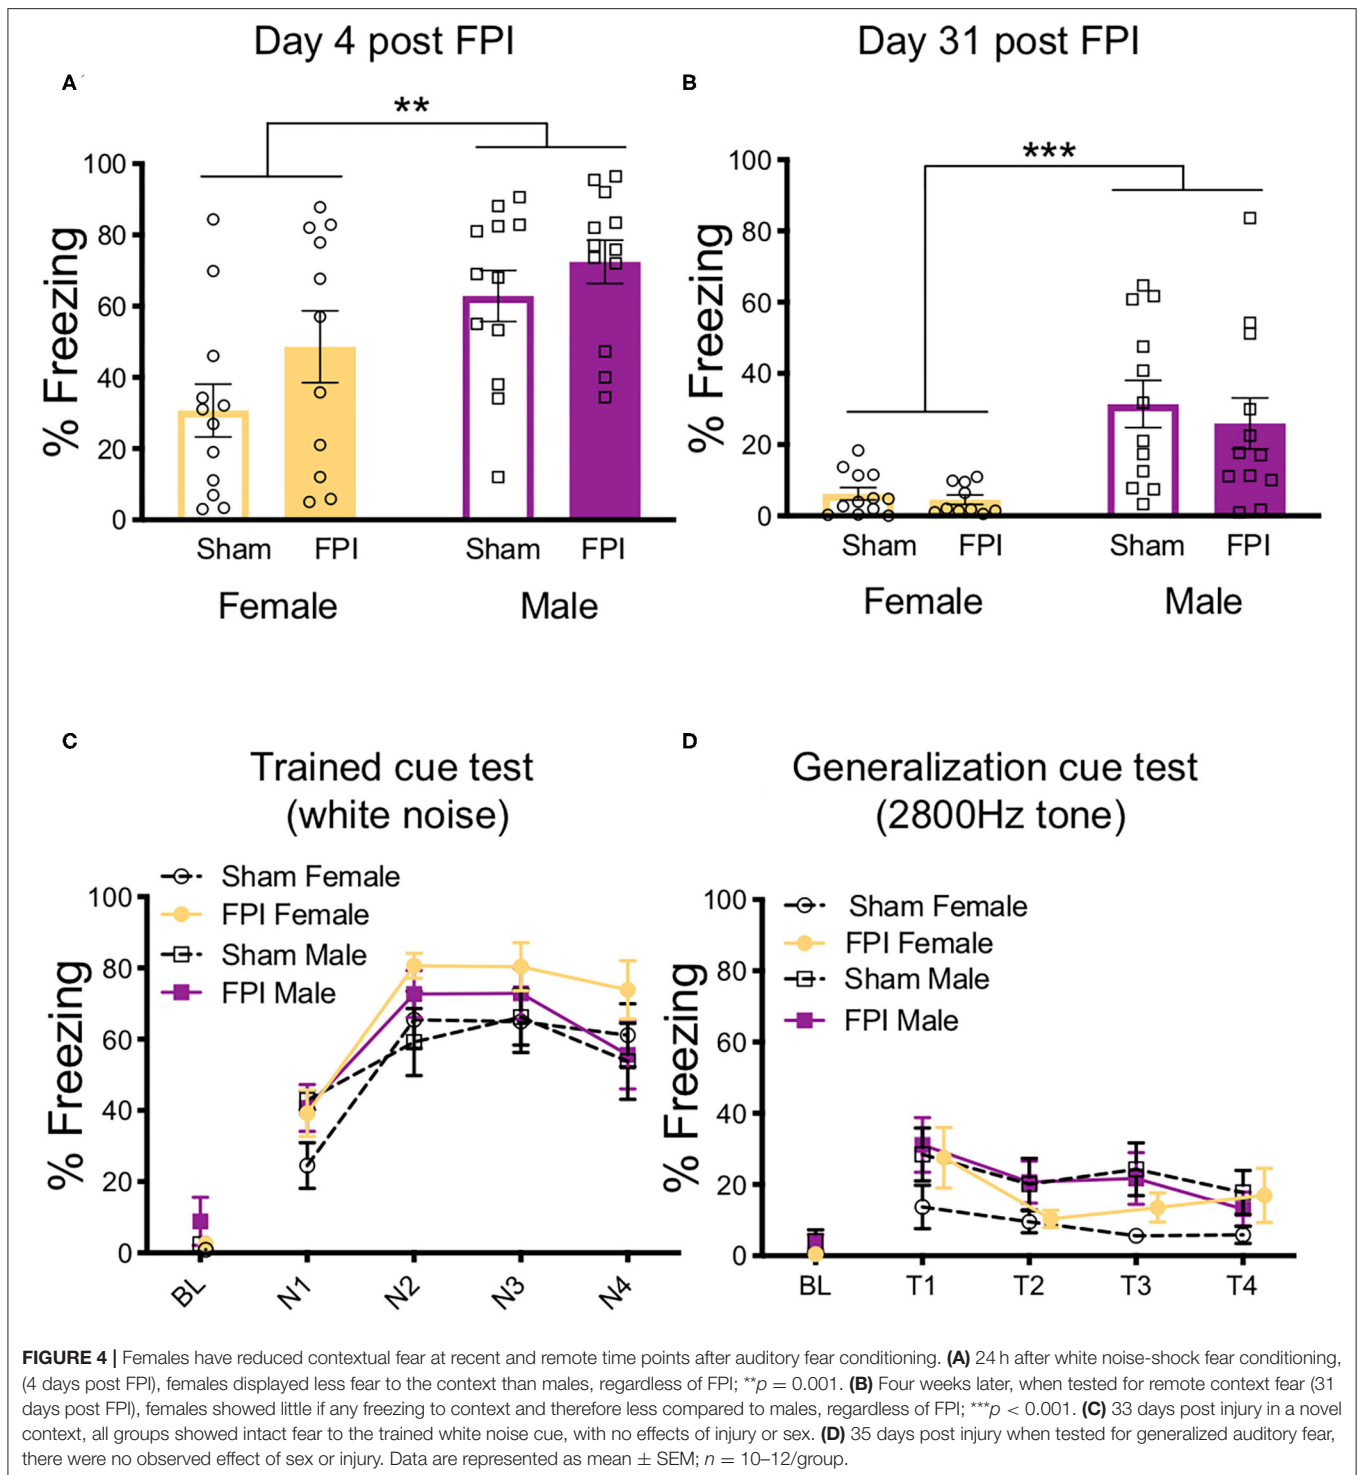 Day 4 post FPI
Day 31 post FPI
A
**
100
80
60
40
20
0
% Freezing
Sham FPI Sham FPI
Female Male
B
***
100
80
60
40
20
0
% Freezing
Sham FPI Sham FPI
Female Male
C
Trained cue test
(white noise)
Sham Female
FPI Female
Sham Male
FPI Male
100
80
60
40
20
0
% Freezing
BL N1 N2 N3 N4
D
Generalization cue test
(2800Hz tone)
Sham Female
FPI Female
Sham Male
FPI Male
100
80
60
40
20
0
% Freezing
BL T1 T2 T3 T4
FIGURE 4 | Females have reduced contextual fear at recent and remote time points after auditory fear conditioning. (A) 24 h after white noise-shock fear conditioning,
(4 days post FPI), females displayed less fear to the context than males, regardless of FPI; **p = 0.001. (B) Four weeks later, when tested for remote context fear (31
days post FPI), females showed little if any freezing to context and therefore less compared to males, regardless of FPI; ***p < 0.001. (C) 33 days post injury in a novel
context, all groups showed intact fear to the trained white noise cue, with no effects of injury or sex. (D) 35 days post injury when tested for generalized auditory fear,
there were no observed effect of sex or injury. Data are represented as mean ± SEM; n = 10–12/group.